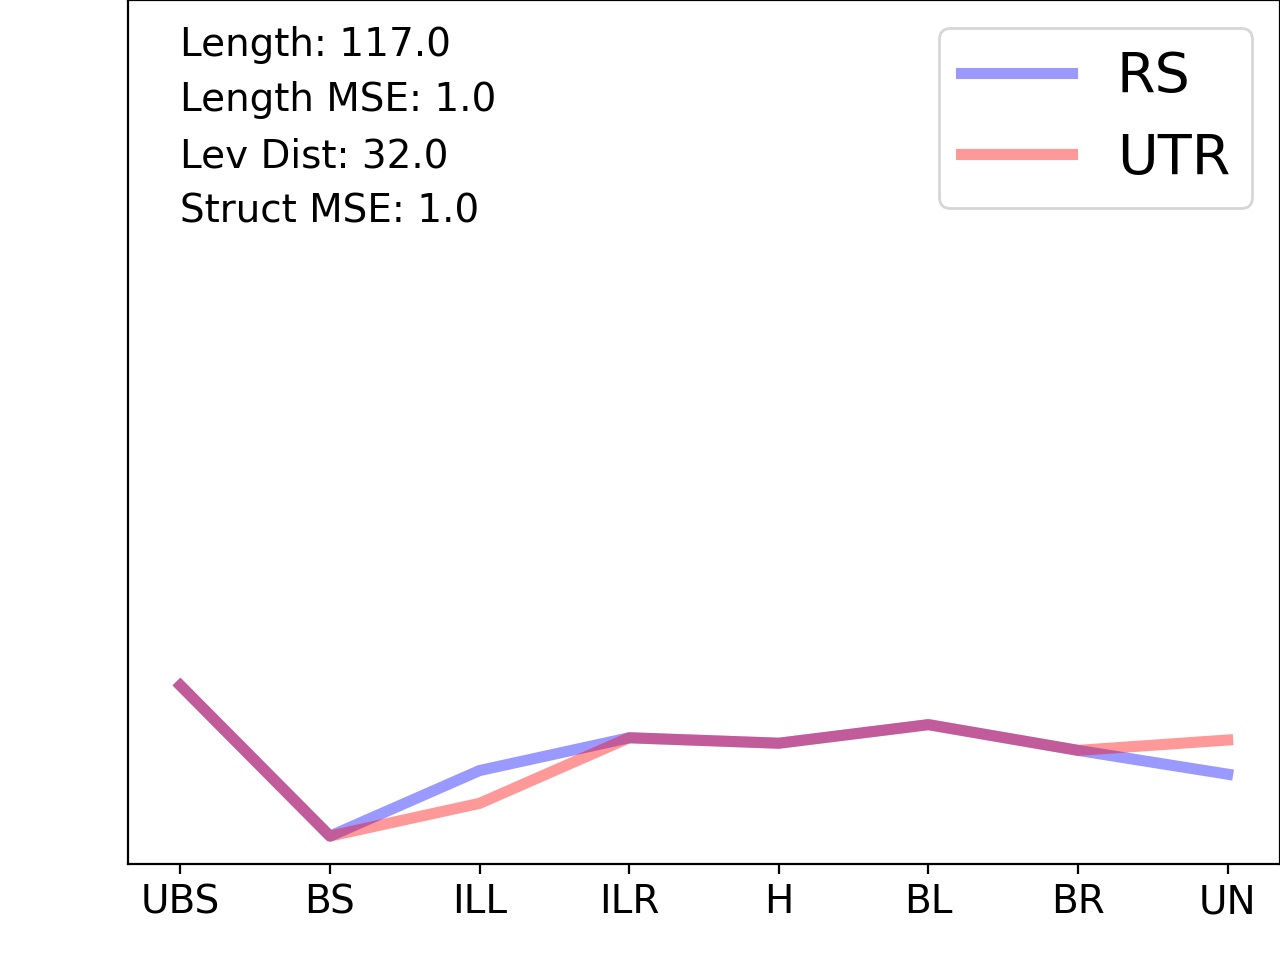 Length: 117.0
Length MSE: 1.0
Lev Dist: 32.0
Struct MSE: 1.0
RS
UTR
UBS BS ILL ILR H BL BR UN